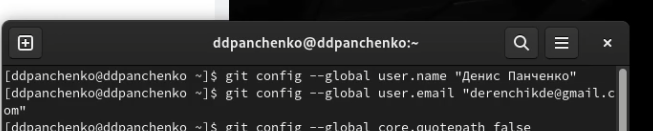 ddpanchenko@ddpanchenko:~
[ddpanchenko@ddpanchenko ~]$ git config --global user.name "Денис Панченко"
[ddpanchenko@ddpanchenko ~]$ git config --global user.email "derenchikde@gmail.c
om"
[ddpanchenko@ddpanchenko ~]$ git config --global core.quotepath false